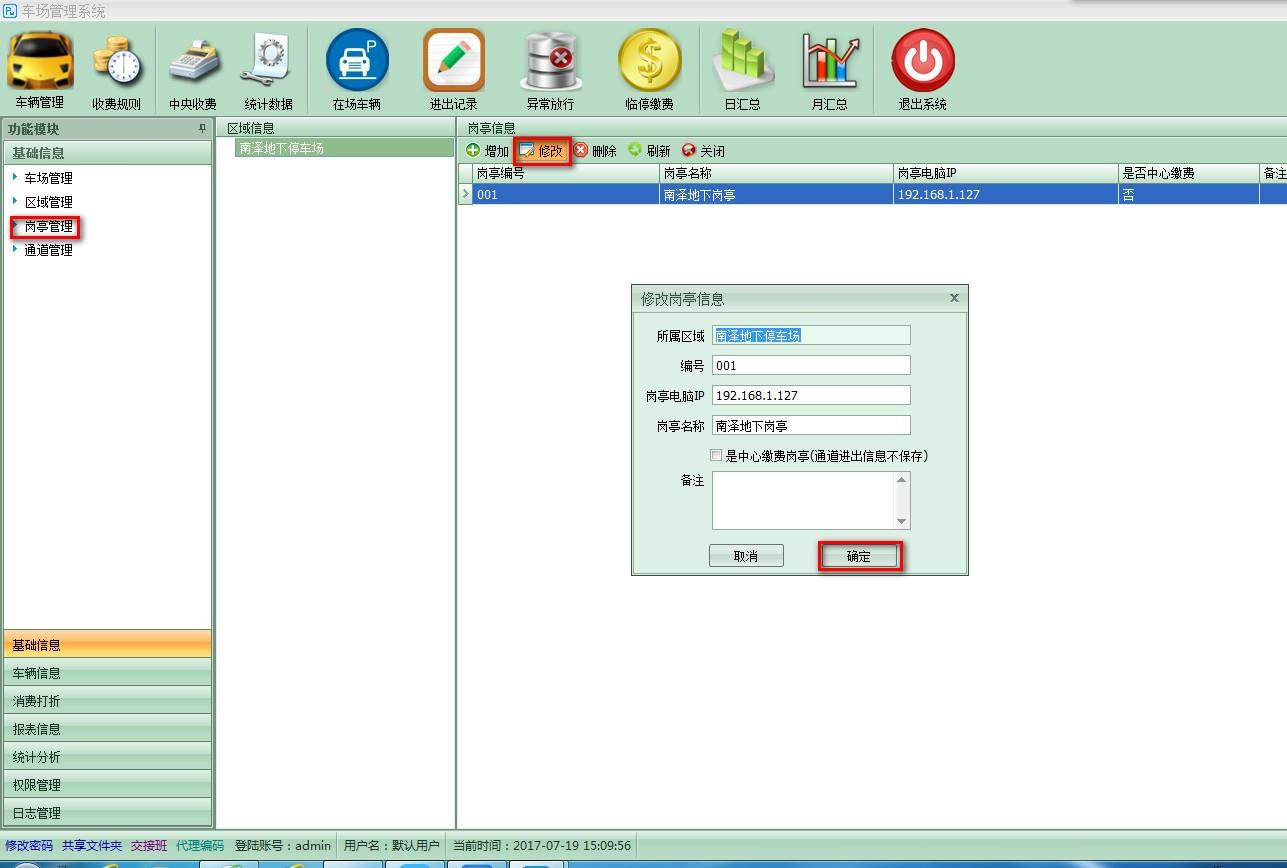 车场管理系统
车辆管理 收费规则 中央收费 统计数据 在场车辆 进出记录 异常放行 临停缴费 日汇总 月汇总 退出系统
功能模块
基础信息
车场管理
区域管理
岗亭管理
通道管理
区域信息
南泽地下停车场
岗亭信息
增加 修改 删除 刷新 关闭
岗亭编号 岗亭名称 岗亭电脑IP 是否中心缴费 备注
001 南泽地下岗亭 192.168.1.127 否
修改岗亭信息 x
所属区域 南泽地下停车场
编号 001
岗亭电脑IP 192.168.1.127
岗亭名称 南泽地下岗亭
是中心缴费岗亭(通道进出信息不保存)
备注
取消 确定
基础信息
车辆信息
消费打折
报表信息
统计分析
权限管理
日志管理
修改密码 共享文件夹 交接班 代理编码 登陆账号：admin 用户名：默认用户 当前时间：2017-07-19 15:09:56